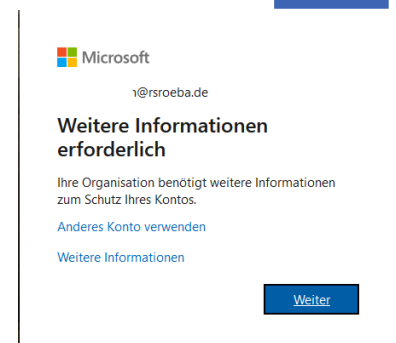 Microsoft
@rsroeba.de
Weitere Informationen
erforderlich
Ihre Organisation benötigt weitere Informationen
zum Schutz Ihres Kontos.
Anderes Konto verwenden
Weitere Informationen
Weiter